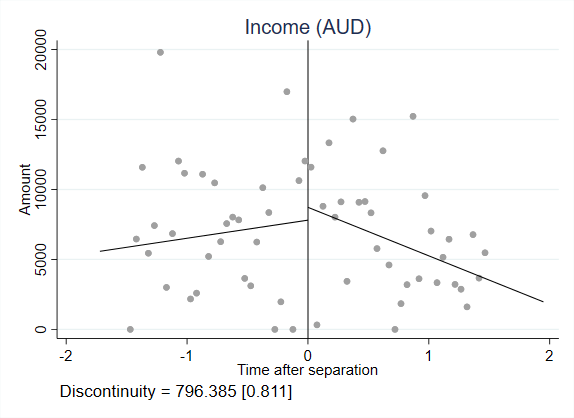 Income (AUD)
20000
15000
10000
5000
0
Amount
-2 -1 0 1 2
Time after separation
Discontinuity = 796.385 [0.811]